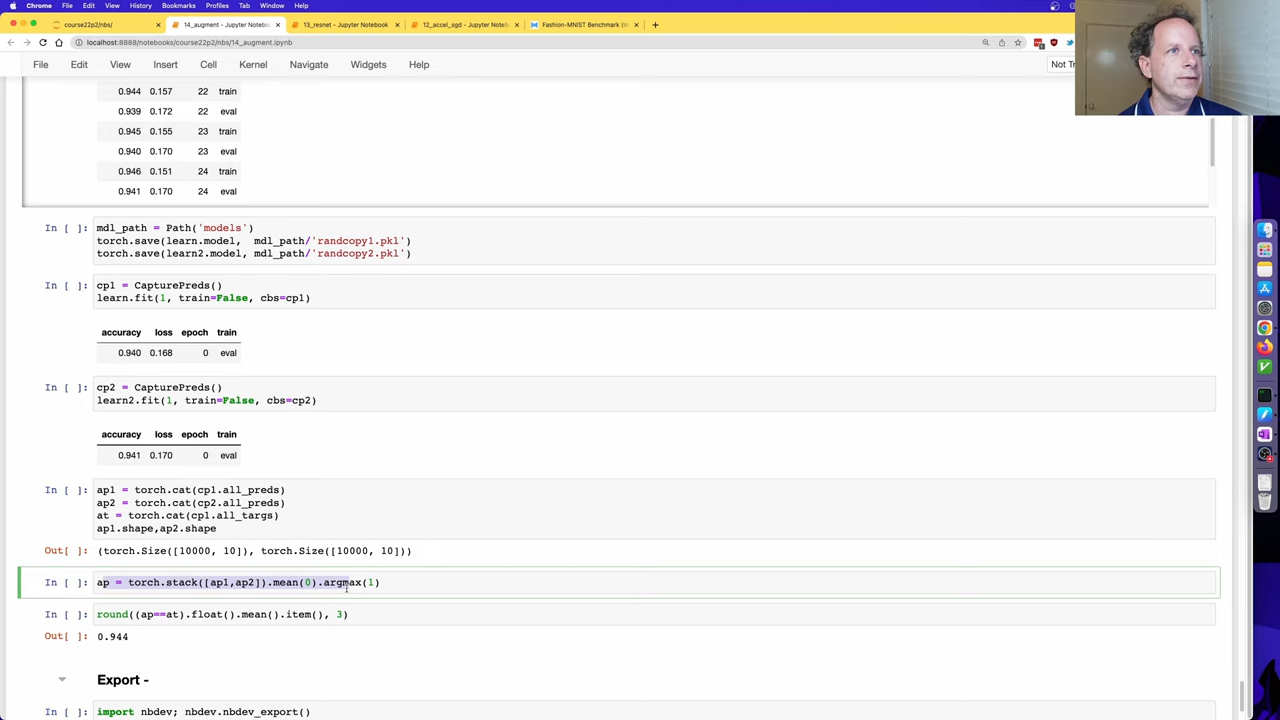 Chrome File Edit View History Bookmarks Profiles Tab Window Help
course22p2/nbs/
14_augment - Jupyter Noteboo
13_resnet - Jupyter Notebook
12_accel_sgd - Jupyter Noteb
Fashion-MNIST Benchmark (Im
localhost:8888/notebooks/course22p2/nbs/14_augment.ipynb
File Edit View Insert Cell Kernel Navigate Widgets Help
Not Tr
0.944 0.157 22 train
0.939 0.172 22 eval
0.945 0.155 23 train
0.940 0.170 23 eval
0.946 0.151 24 train
0.941 0.170 24 eval
In [ ]: mdl_path = Path('models')
torch.save(learn.model, mdl_path/'randcopy1.pkl')
torch.save(learn2.model, mdl_path/'randcopy2.pkl')
In [ ]: cp1 = CapturePreds()
learn.fit(1, train=False, cbs=cp1)
accuracy loss epoch train
0.940 0.168 0 eval
In [ ]: cp2 = CapturePreds()
learn2.fit(1, train=False, cbs=cp2)
accuracy loss epoch train
0.941 0.170 0 eval
In [ ]: ap1 = torch.cat(cp1.all_preds)
ap2 = torch.cat(cp2.all_preds)
at = torch.cat(cp1.all_targs)
ap1.shape,ap2.shape
Out[ ]: (torch.Size([10000, 10]), torch.Size([10000, 10]))
In [ ]: ap = torch.stack([ap1,ap2]).mean(0).argmax(1)
In [ ]: round((ap==at).float().mean().item(), 3)
Out[ ]: 0.944
Export -
In [ ]: import nbdev; nbdev.nbdev_export()